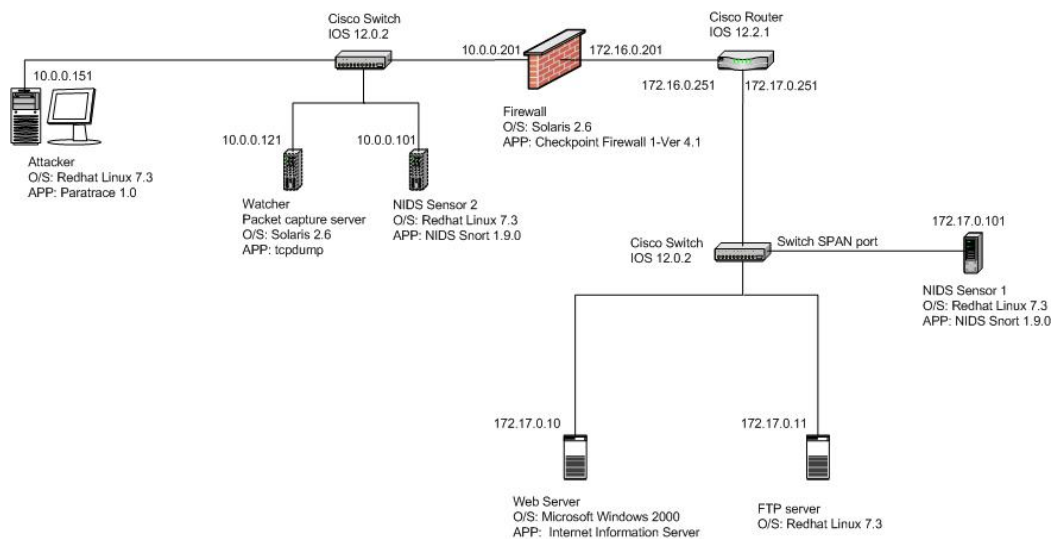 Cisco Switch
IOS 12.0.2
Cisco Router
IOS 12.2.1
10.0.0.201
172.16.0.201
10.0.0.151
172.16.0.251
172.17.0.251
Firewall
O/S: Solaris 2.6
APP: Checkpoint Firewall 1-Ver 4.1
10.0.0.121
10.0.0.101
Attacker
O/S: Redhat Linux 7.3
APP: Paratrace 1.0
Watcher
Packet capture server
O/S: Solaris 2.6
APP: tcpdump
NIDS Sensor 2
O/S: Redhat Linux 7.3
APP: NIDS Snort 1.9.0
172.17.0.101
Cisco Switch
IOS 12.0.2
Switch SPAN port
NIDS Sensor 1
O/S: Redhat Linux 7.3
APP: NIDS Snort 1.9.0
172.17.0.10
172.17.0.11
Web Server
O/S: Microsoft Windows 2000
APP: Internet Information Server
FTP server
O/S: Redhat Linux 7.3